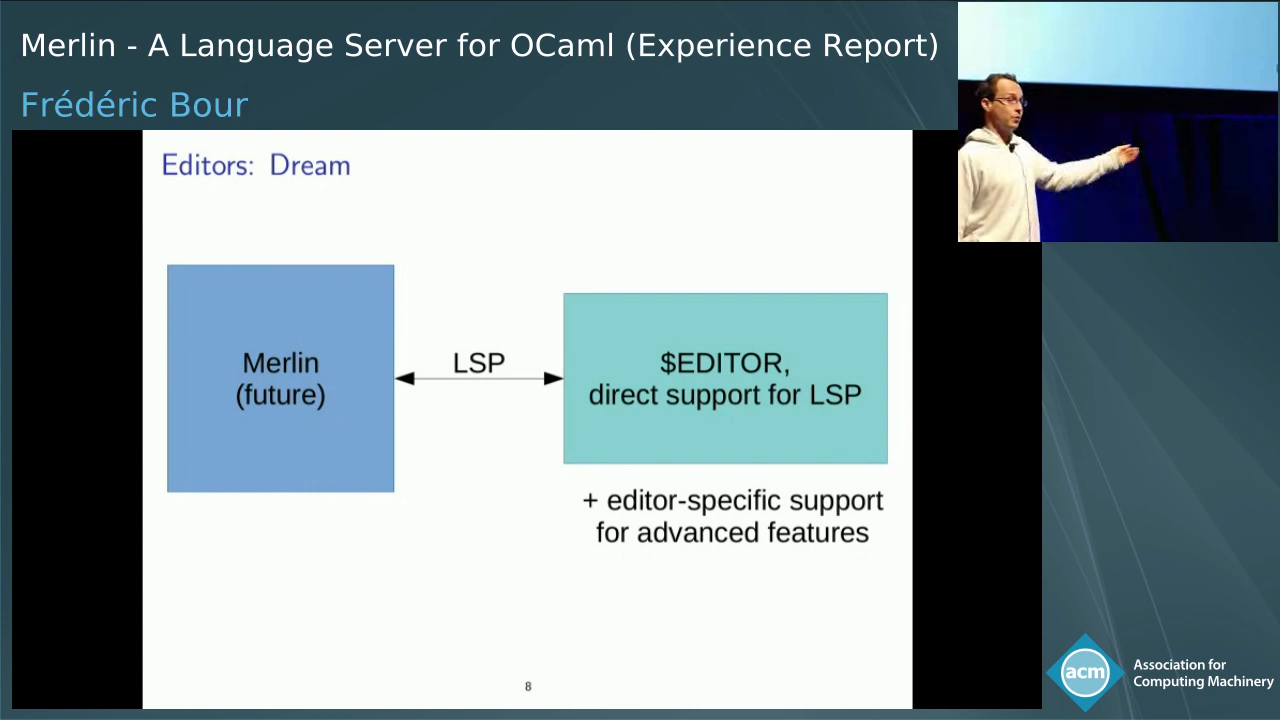 Merlin - A Language Server for OCaml (Experience Report)
Frédéric Bour
Editors: Dream
Merlin
(future)
LSP
$EDITOR,
direct support for LSP
+ editor-specific support
for advanced features
8
acm
Association for
Computing Machinery